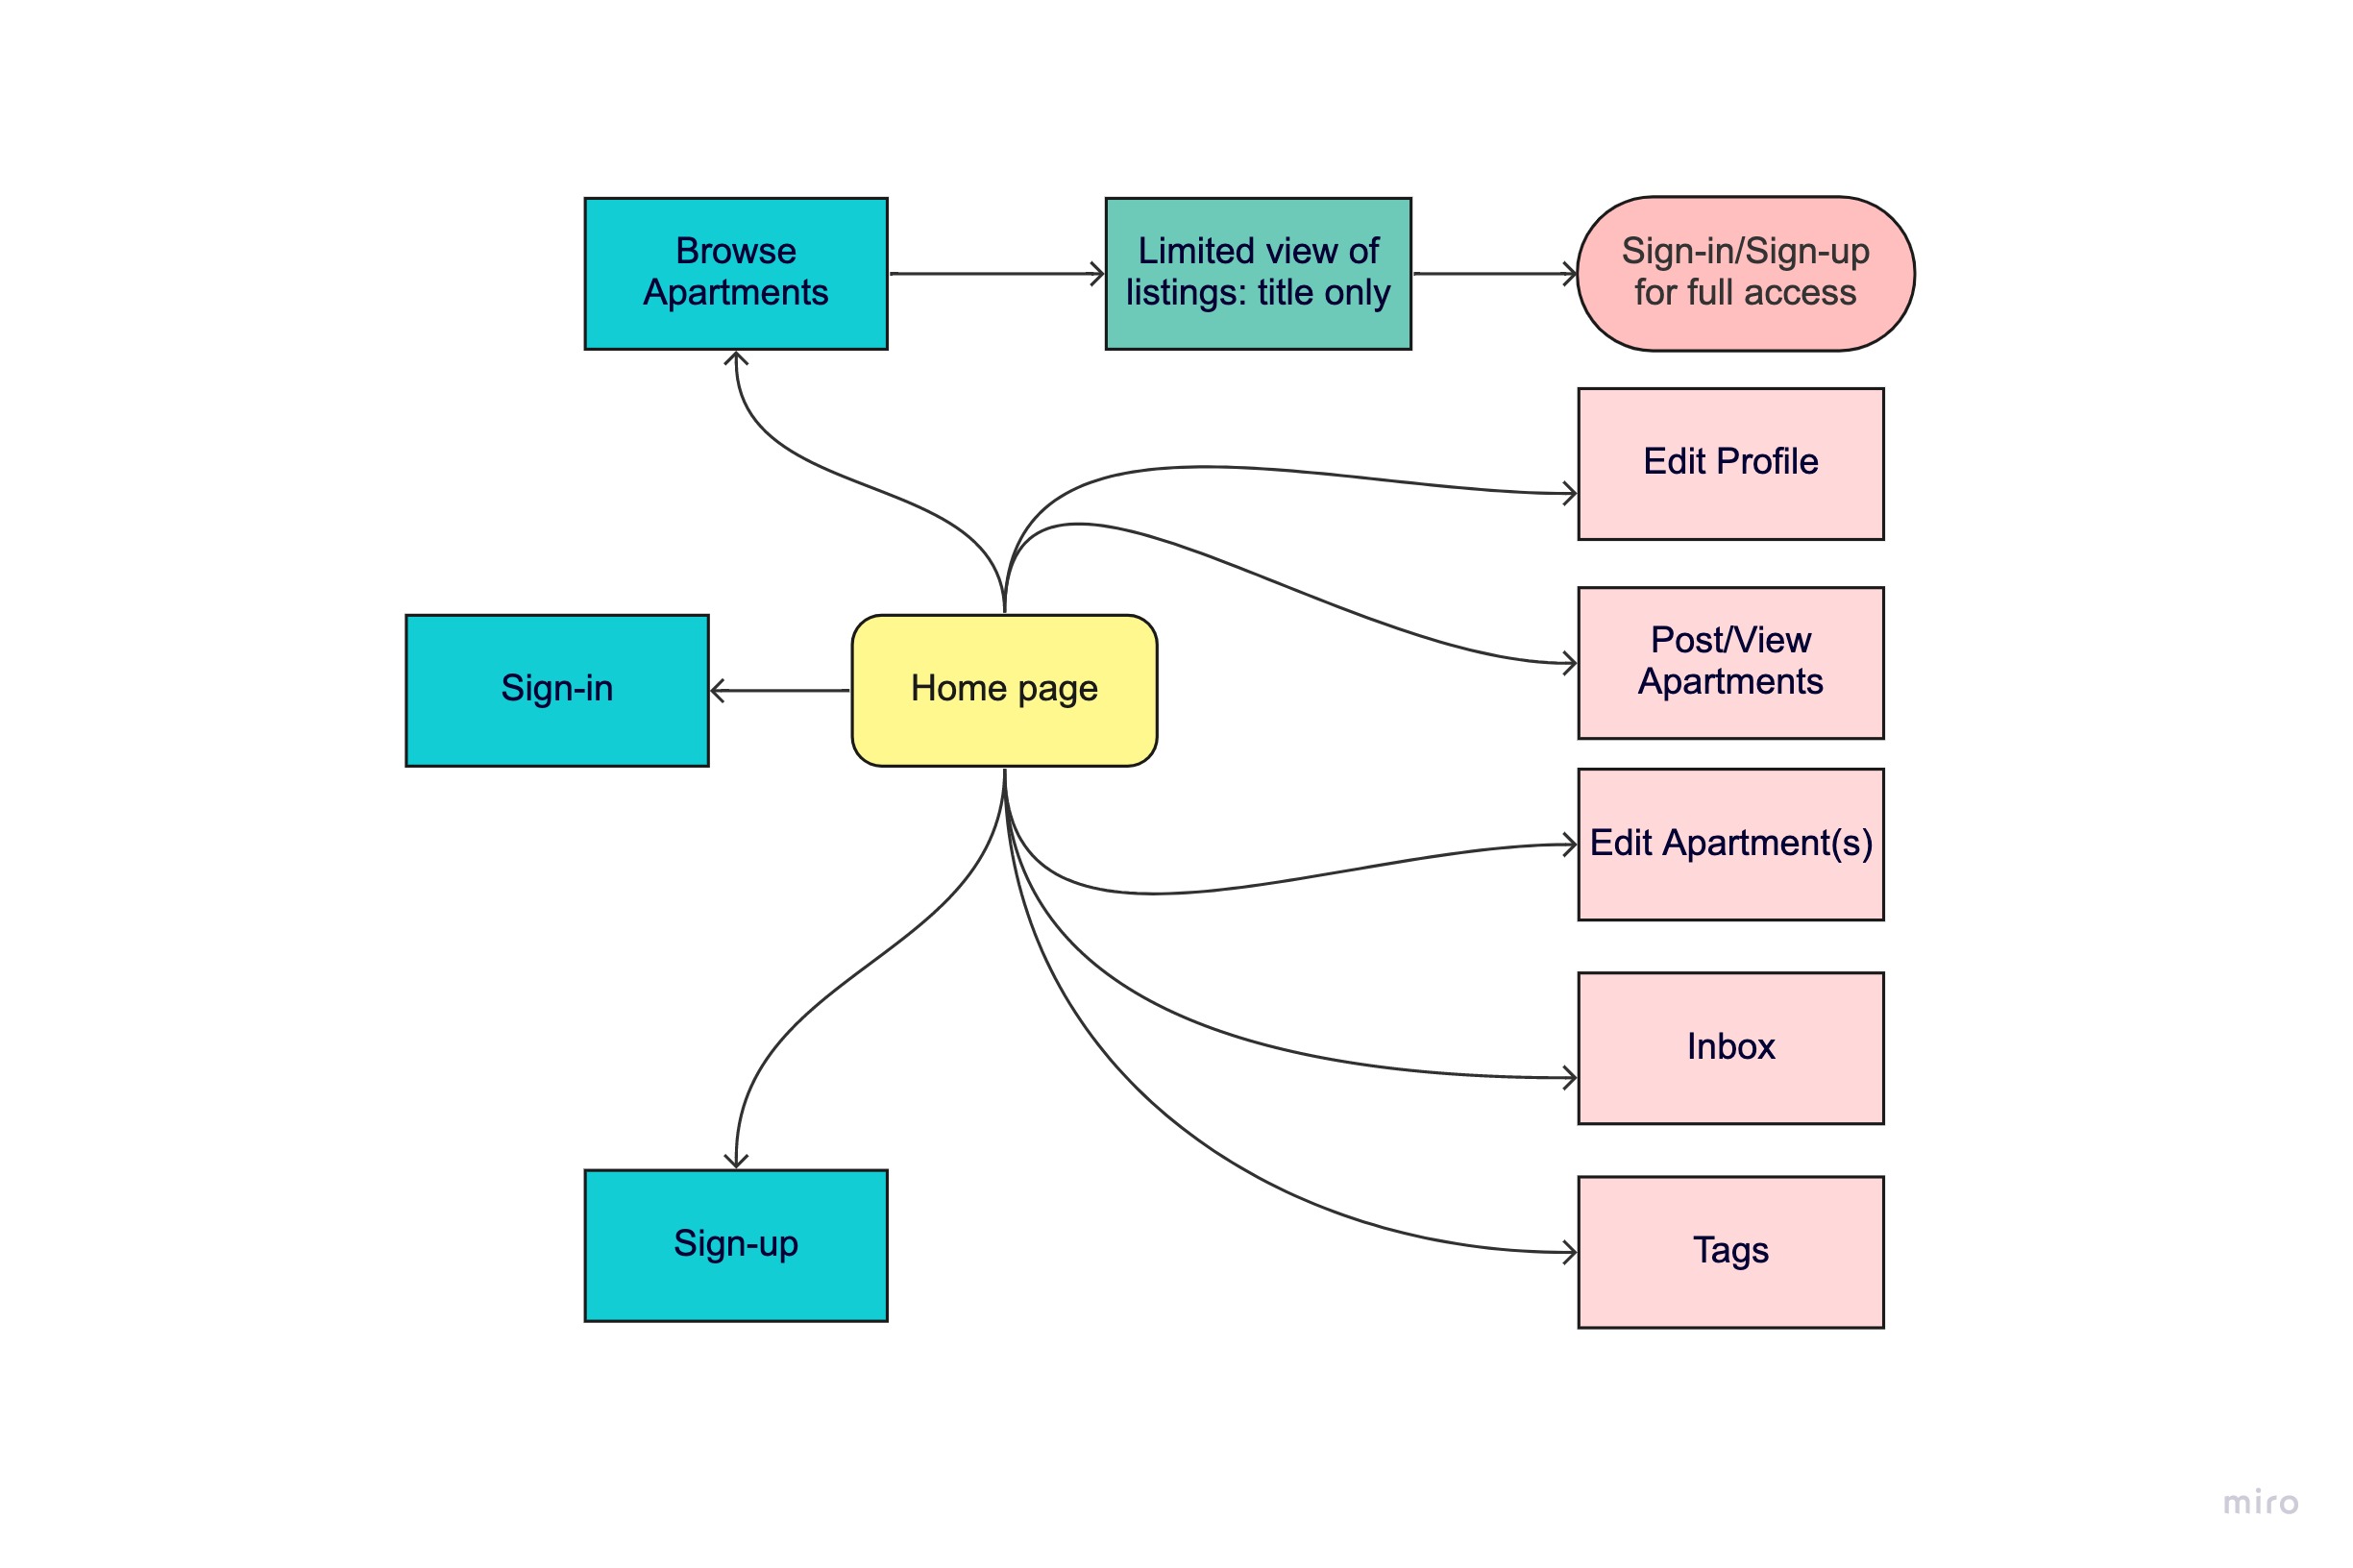 Browse
Apartments
Limited view of
listings: title only
Sign-in/Sign-up
for full access
Edit Profile
Post/View
Apartments
Sign-in
Home page
Edit Apartment(s)
Inbox
Sign-up
Tags
miro